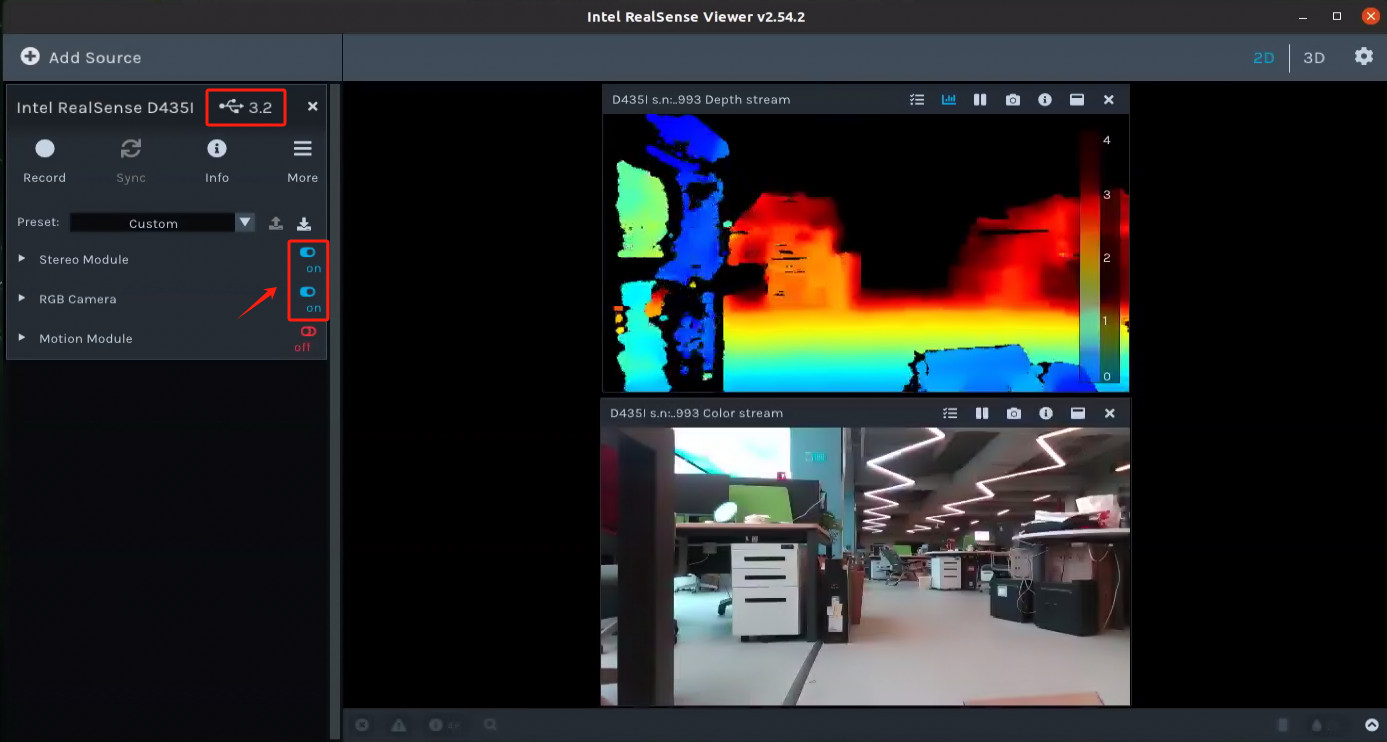 Intel RealSense Viewer v2.54.2
Add Source
2D
3D
Intel RealSense D435I
3.2
Record
Sync
Info
More
Preset:
Custom
Stereo Module
on
RGB Camera
on
Motion Module
off
D435I s.n:..993 Depth stream
4
3
2
1
0
D435I s.n:..993 Color stream